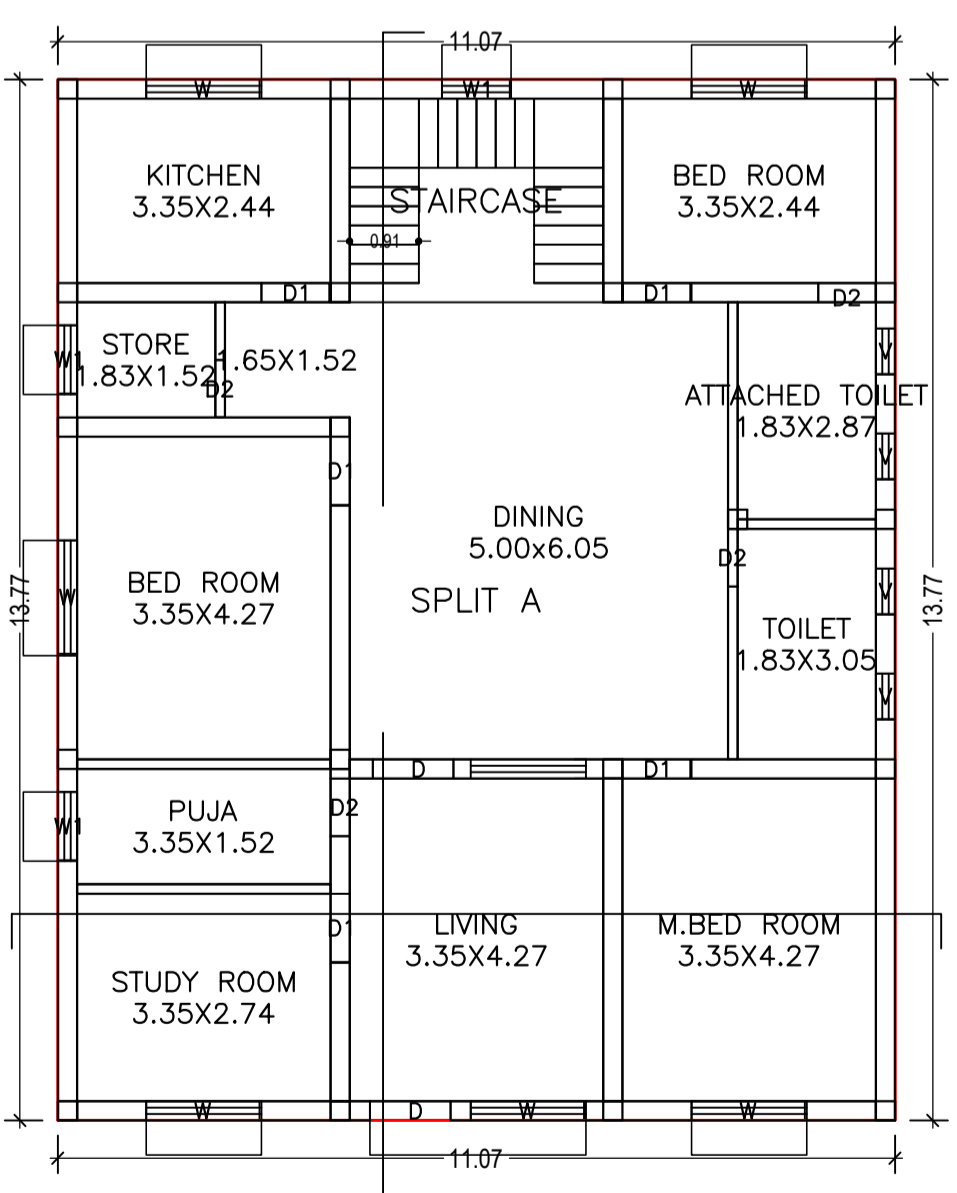 11.07
W
W1
W
KITCHEN
3.35X2.44
STAIRCASE
0.91
BED ROOM
3.35X2.44
D1
D1
D2
STORE
1.83X1.52
W1
D2
1.65X1.52
V
ATTACHED TOILET
1.83X2.87
V
D1
DINING
5.00x6.05
D2
SPLIT A
BED ROOM
3.35X4.27
W
13.77
13.77
V
TOILET
1.83X3.05
V
D
D1
PUJA
3.35X1.52
W1
D2
D1
LIVING
3.35X4.27
M.BED ROOM
3.35X4.27
STUDY ROOM
3.35X2.74
W
D
W
W
11.07